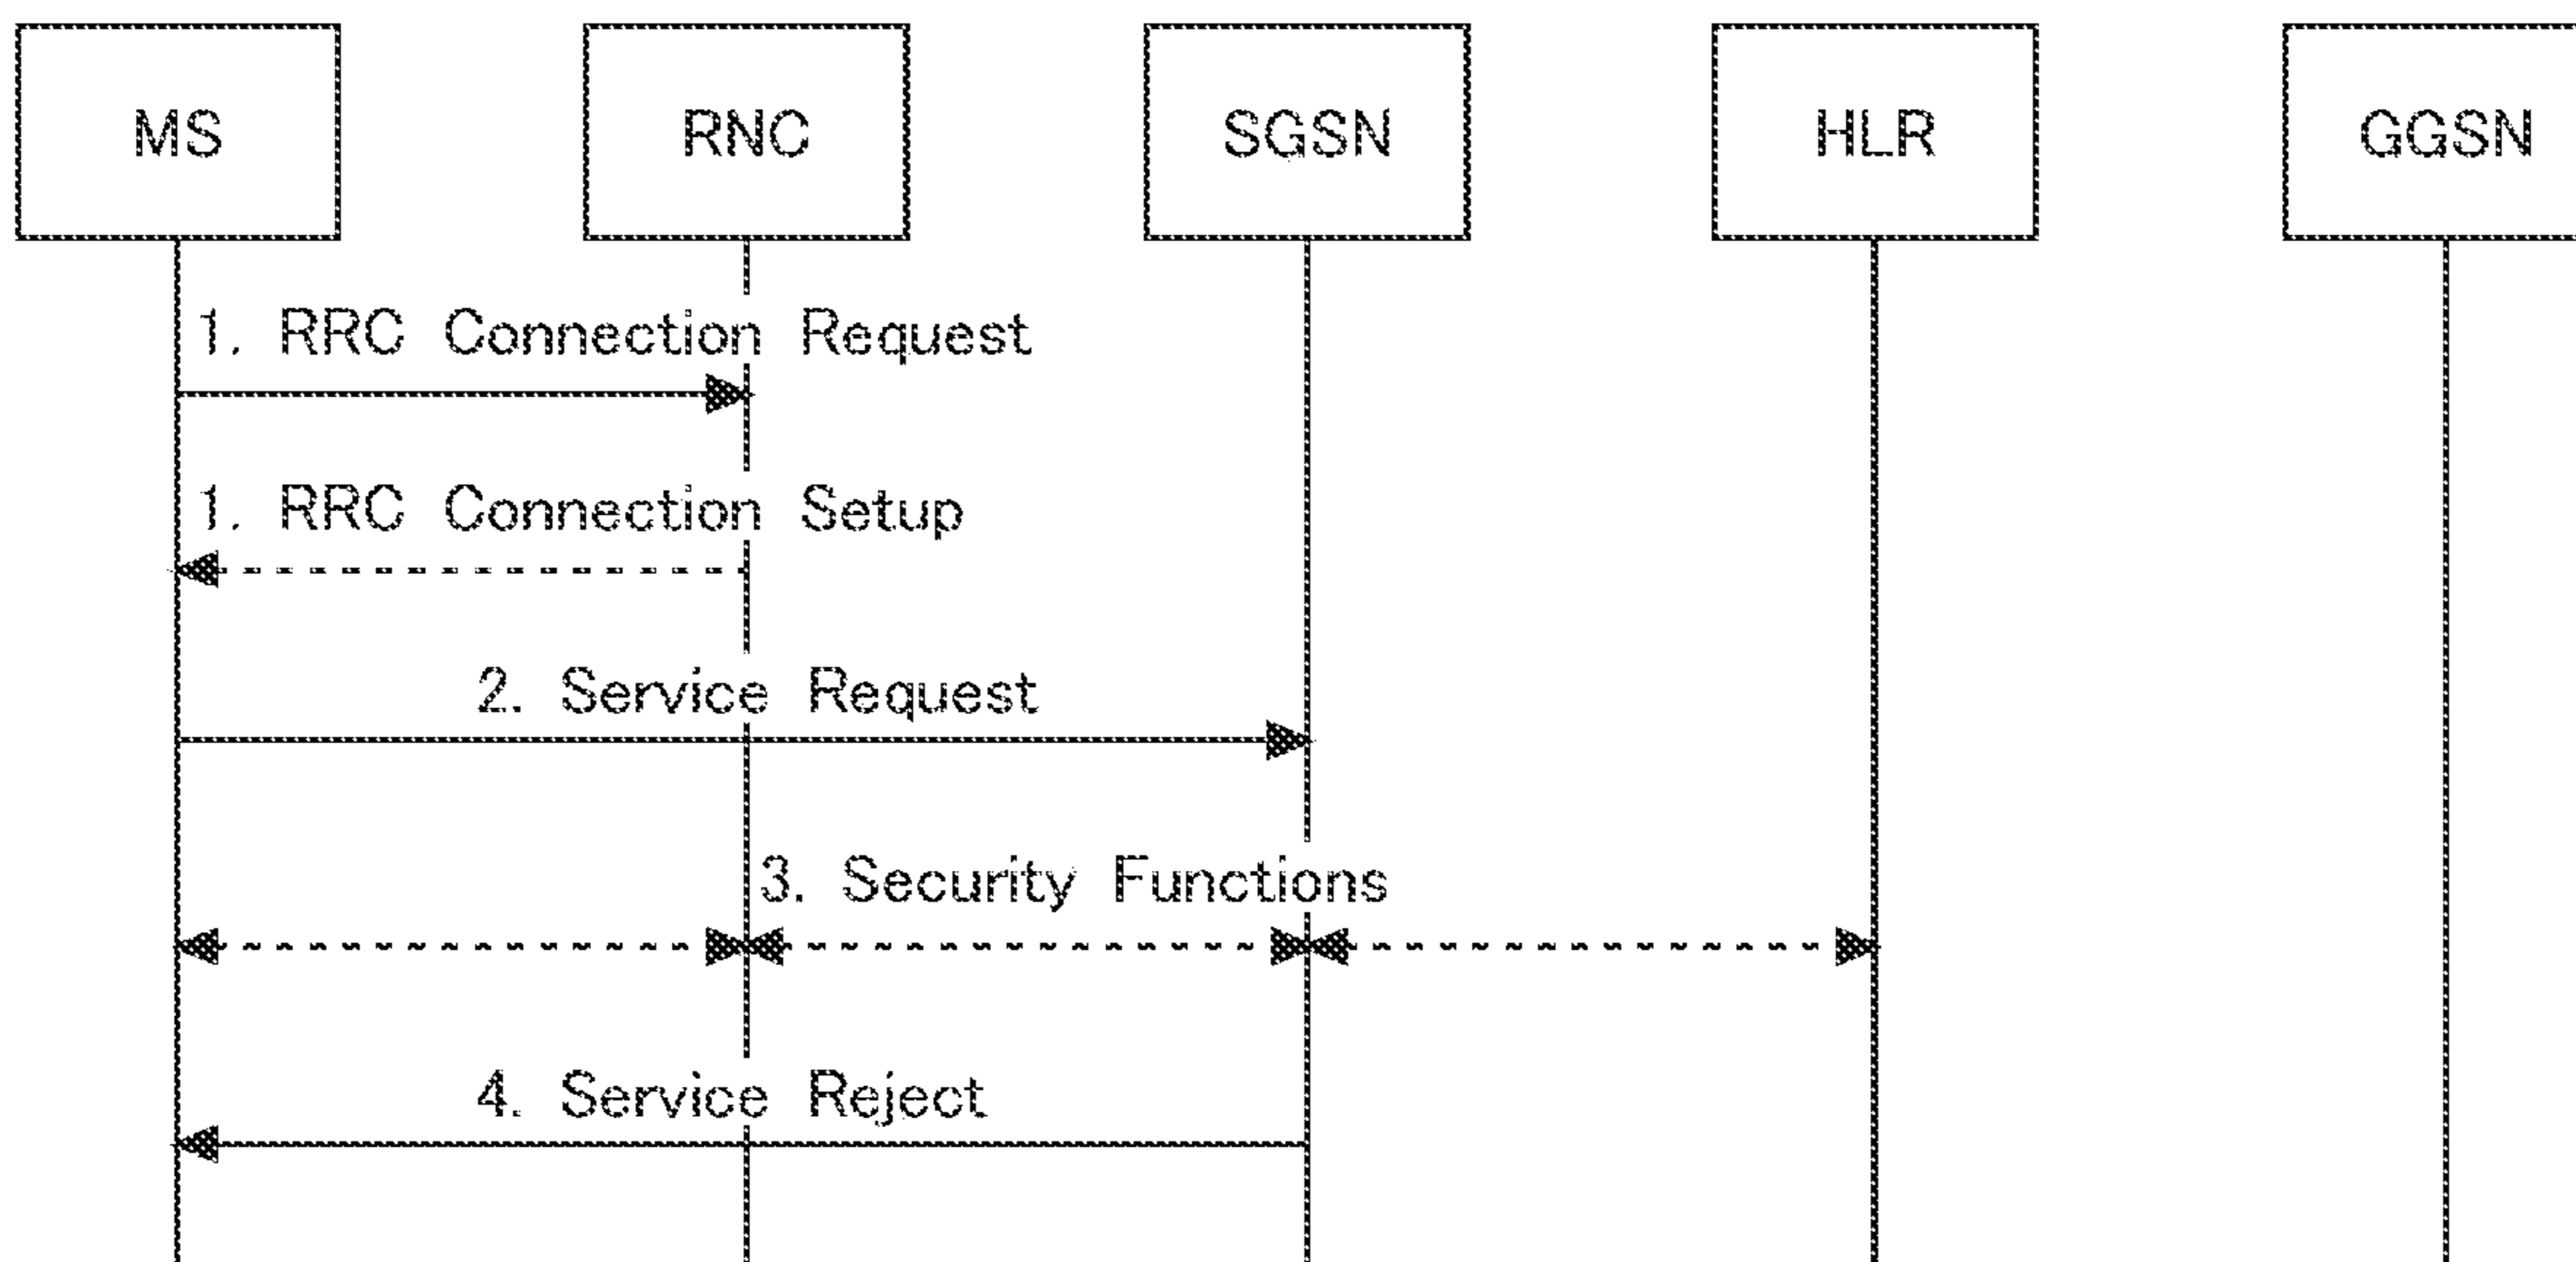 MS RNC SGSN HLR GGSN
1. RRC Connection Request
1. RRC Connection Setup
2. Service Request
3. Security Functions
4. Service Reject